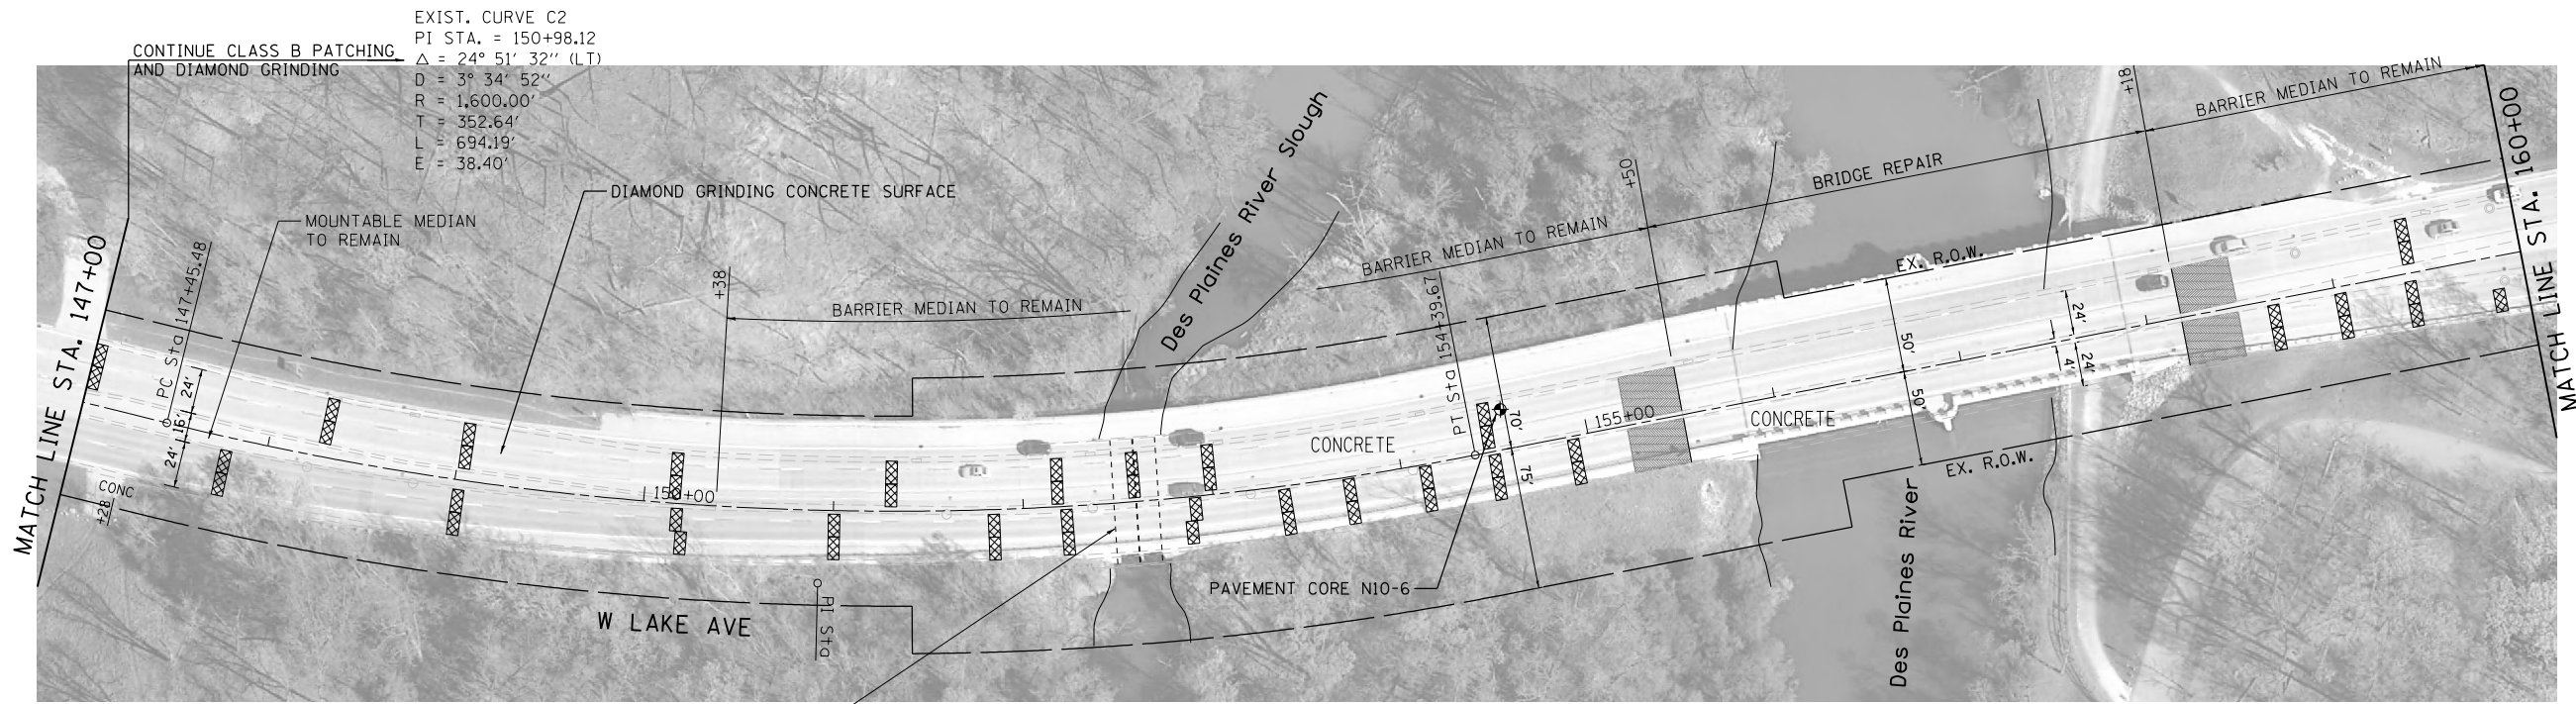 EXIST. CURVE C2
PI STA. = 150+98.12
Δ = 24° 51' 32" (LT)
D = 3° 34' 52"
R = 1,600.00'
T = 352.64'
L = 694.19'
E = 38.40'
CONTINUE CLASS B PATCHING
AND DIAMOND GRINDING
DIAMOND GRINDING CONCRETE SURFACE
MOUNTABLE MEDIAN
TO REMAIN
MATCH LINE STA. 147+00
PC Sta 147+45.48
24'
16'
24'
CONC
+28
+38
BARRIER MEDIAN TO REMAIN
150+00
W LAKE AVE
PI Sta
Des Plaines River Slough
BARRIER MEDIAN TO REMAIN
PT Sta 154+39.67
CONCRETE
70'
75'
PAVEMENT CORE N10-6
155+00
+50
BRIDGE REPAIR
CONCRETE
EX. R.O.W.
50'
50'
EX. R.O.W.
Des Plaines River
24'
4'
24'
+18
BARRIER MEDIAN TO REMAIN
MATCH LINE STA. 160+00